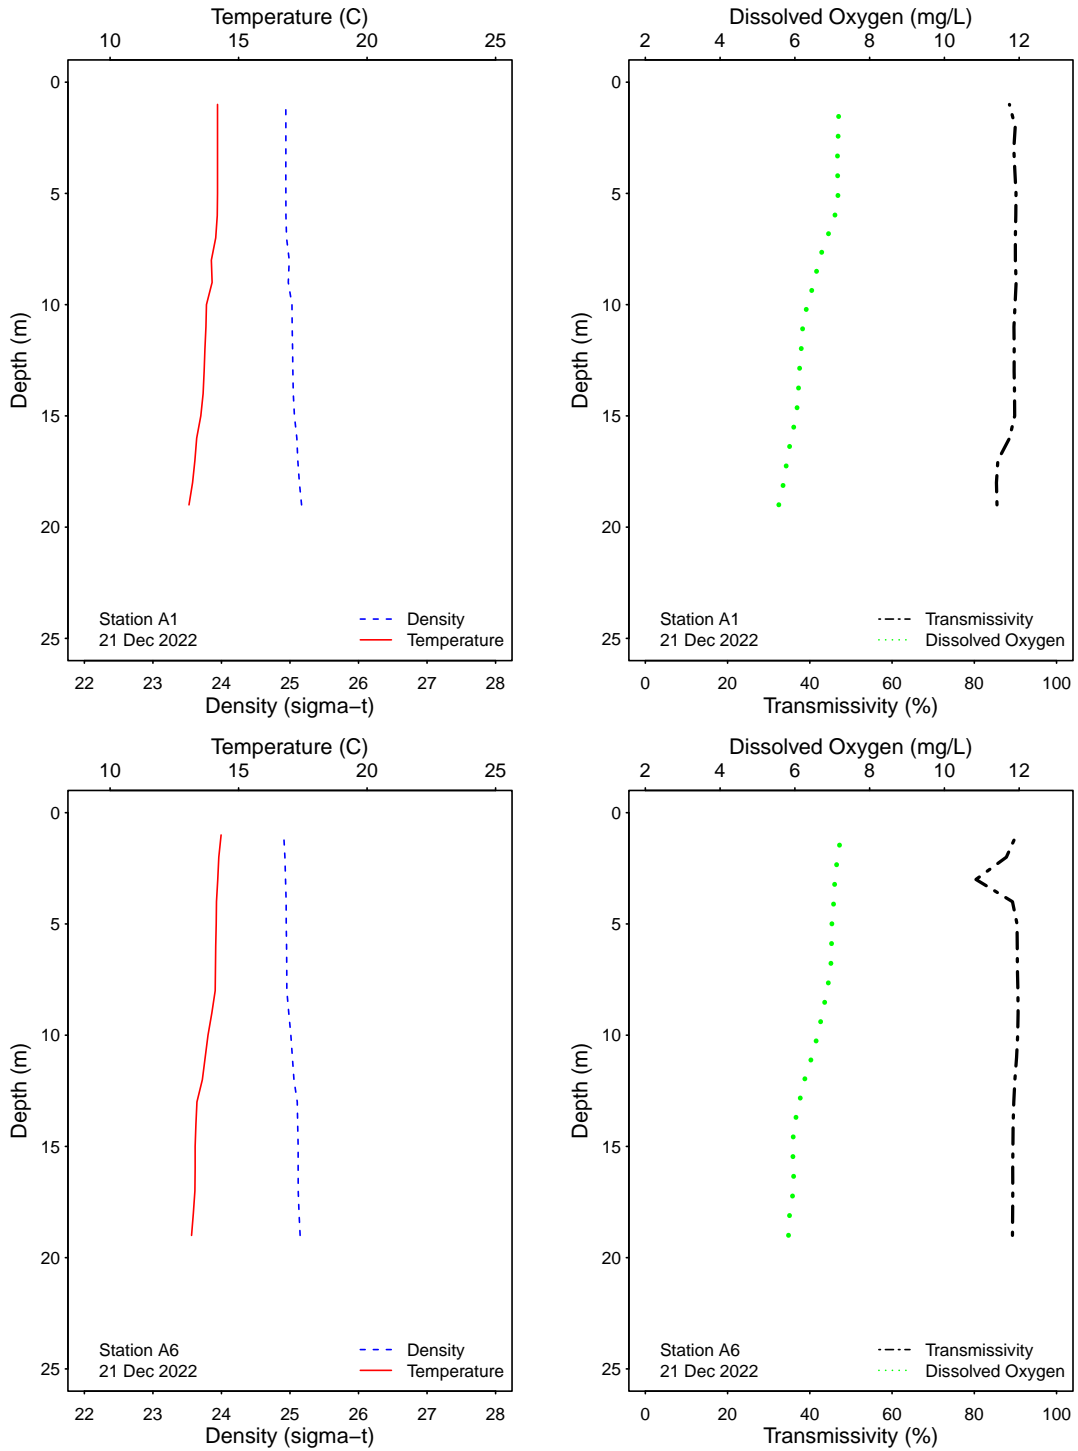 Temperature (C)
10 15 20 25
Depth (m)
0
5
10
15
20
25
Station A1
21 Dec 2022
Density
Temperature
22 23 24 25 26 27 28
Density (sigma−t)
Dissolved Oxygen (mg/L)
2 4 6 8 10 12
Depth (m)
0
5
10
15
20
25
Station A1
21 Dec 2022
Transmissivity
Dissolved Oxygen
0 20 40 60 80 100
Transmissivity (%)
Temperature (C)
10 15 20 25
Depth (m)
0
5
10
15
20
25
Station A6
21 Dec 2022
Density
Temperature
22 23 24 25 26 27 28
Density (sigma−t)
Dissolved Oxygen (mg/L)
2 4 6 8 10 12
Depth (m)
0
5
10
15
20
25
Station A6
21 Dec 2022
Transmissivity
Dissolved Oxygen
0 20 40 60 80 100
Transmissivity (%)